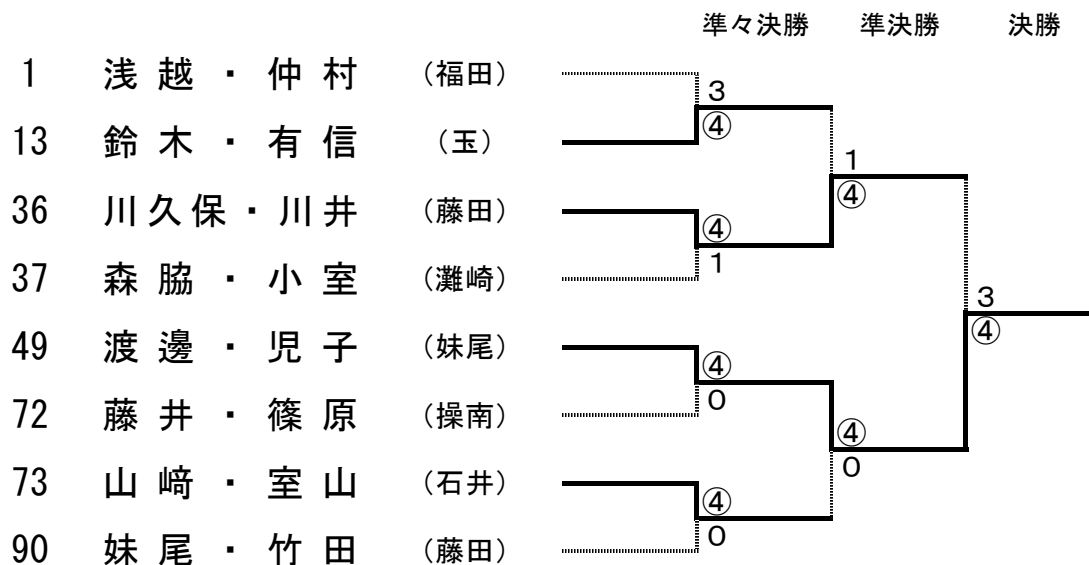 準々決勝 準決勝 決勝
1 浅越・仲村 （福田）
3
13 鈴木・有信 （玉）
④
1
36 川久保・川井 （藤田）
④
④
37 森脇・小室 （灘崎）
1
3
49 渡邊・児子 （妹尾）
④
④
72 藤井・篠原 （操南）
0
④
73 山﨑・室山 （石井）
0
④
90 妹尾・竹田 （藤田）
0